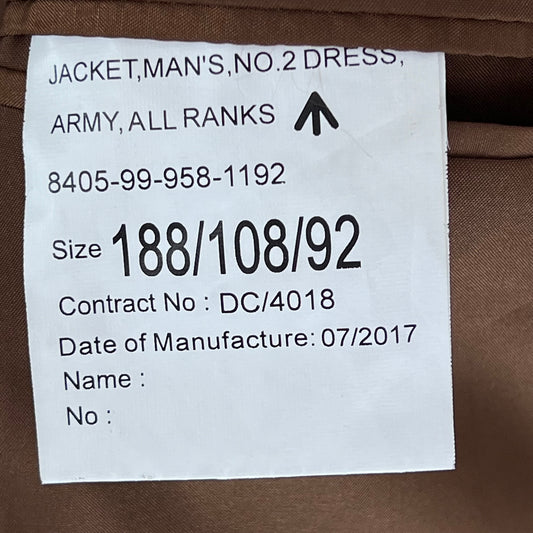 JACKET,MAN'S,NO.2 DRESS,
ARMY, ALL RANKS
8405-99-958-1192
Size 188/108/92
Contract No : DC/4018
Date of Manufacture: 07/2017
Name :
No :